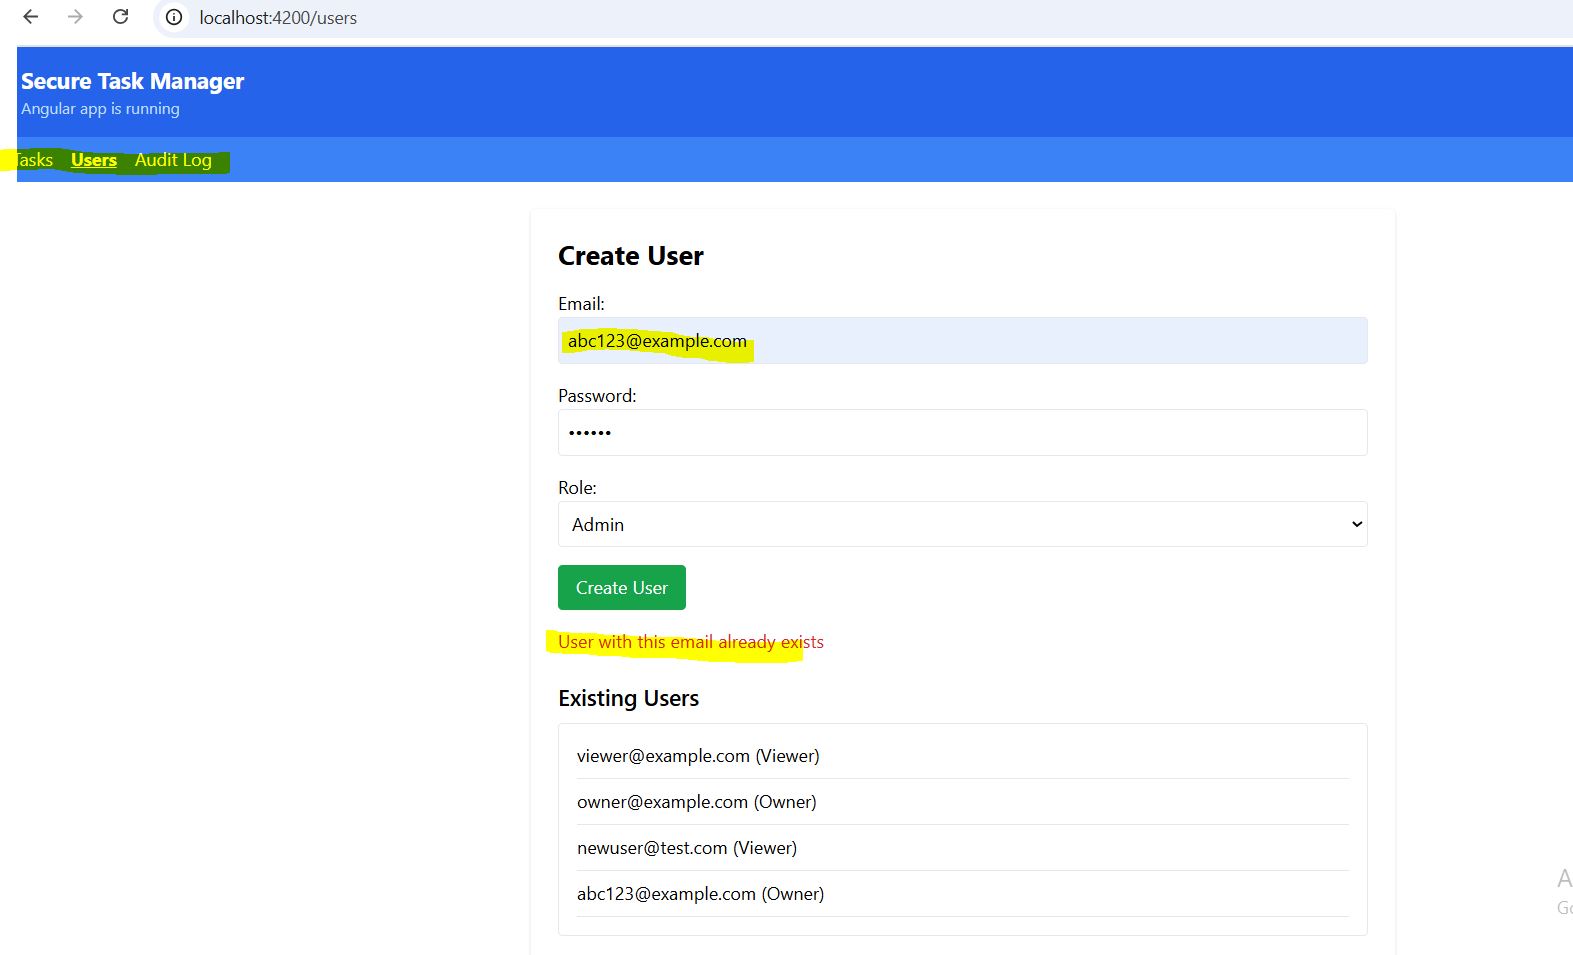 localhost:4200/users
Secure Task Manager
Angular app is running
Tasks Users Audit Log
Create User
Email:
abc123@example.com
Password:
••••••
Role:
Admin
Create User
User with this email already exists
Existing Users
viewer@example.com (Viewer)
owner@example.com (Owner)
newuser@test.com (Viewer)
abc123@example.com (Owner)